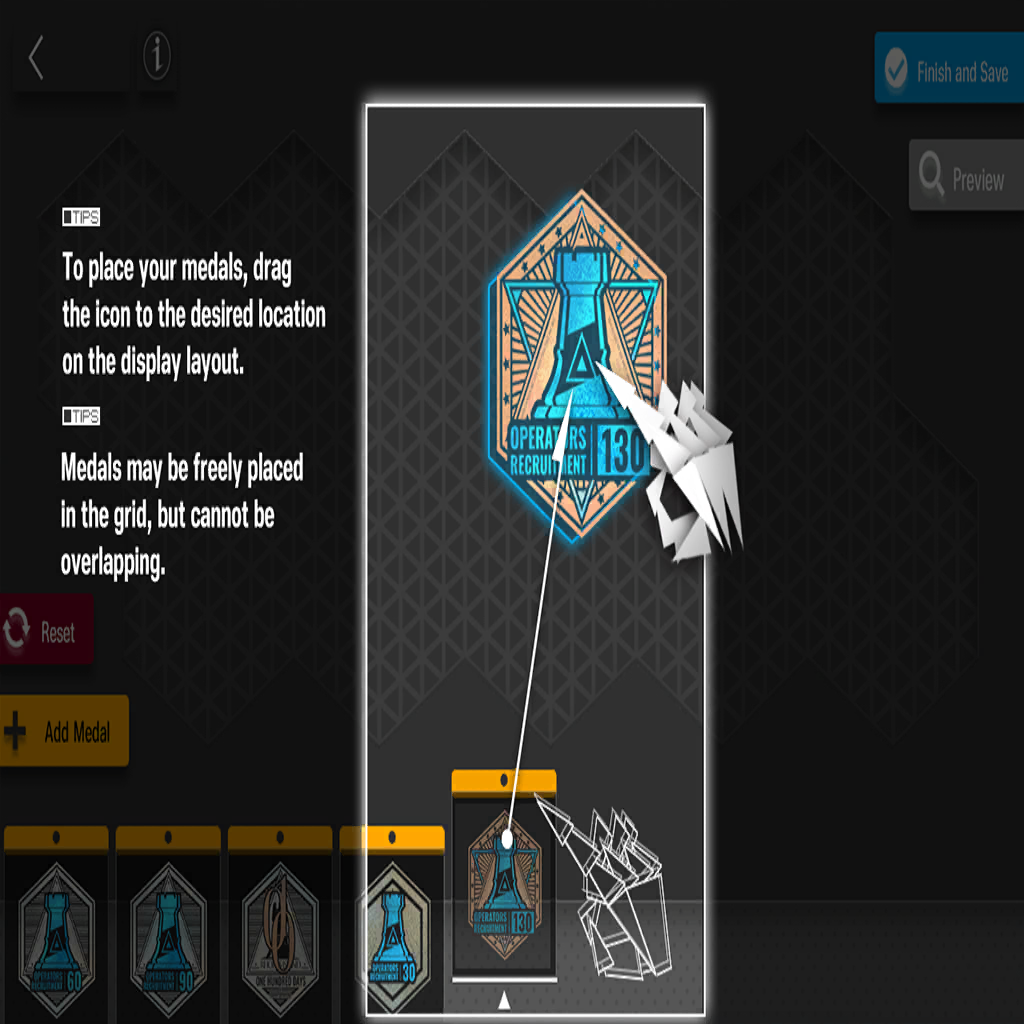 Finish and Save
Preview
TIPS
To place your medals, drag
the icon to the desired location
on the display layout.
TIPS
Medals may be freely placed
in the grid, but cannot be
overlapping.
OPERATORS
RECRUITMENT
130
Reset
Add Medal
OPERATORS
RECRUITMENT
60
OPERATORS
RECRUITMENT
90
ONE HUNDRED DAYS
OPERATORS
RECRUITMENT
30
OPERATORS
RECRUITMENT
130